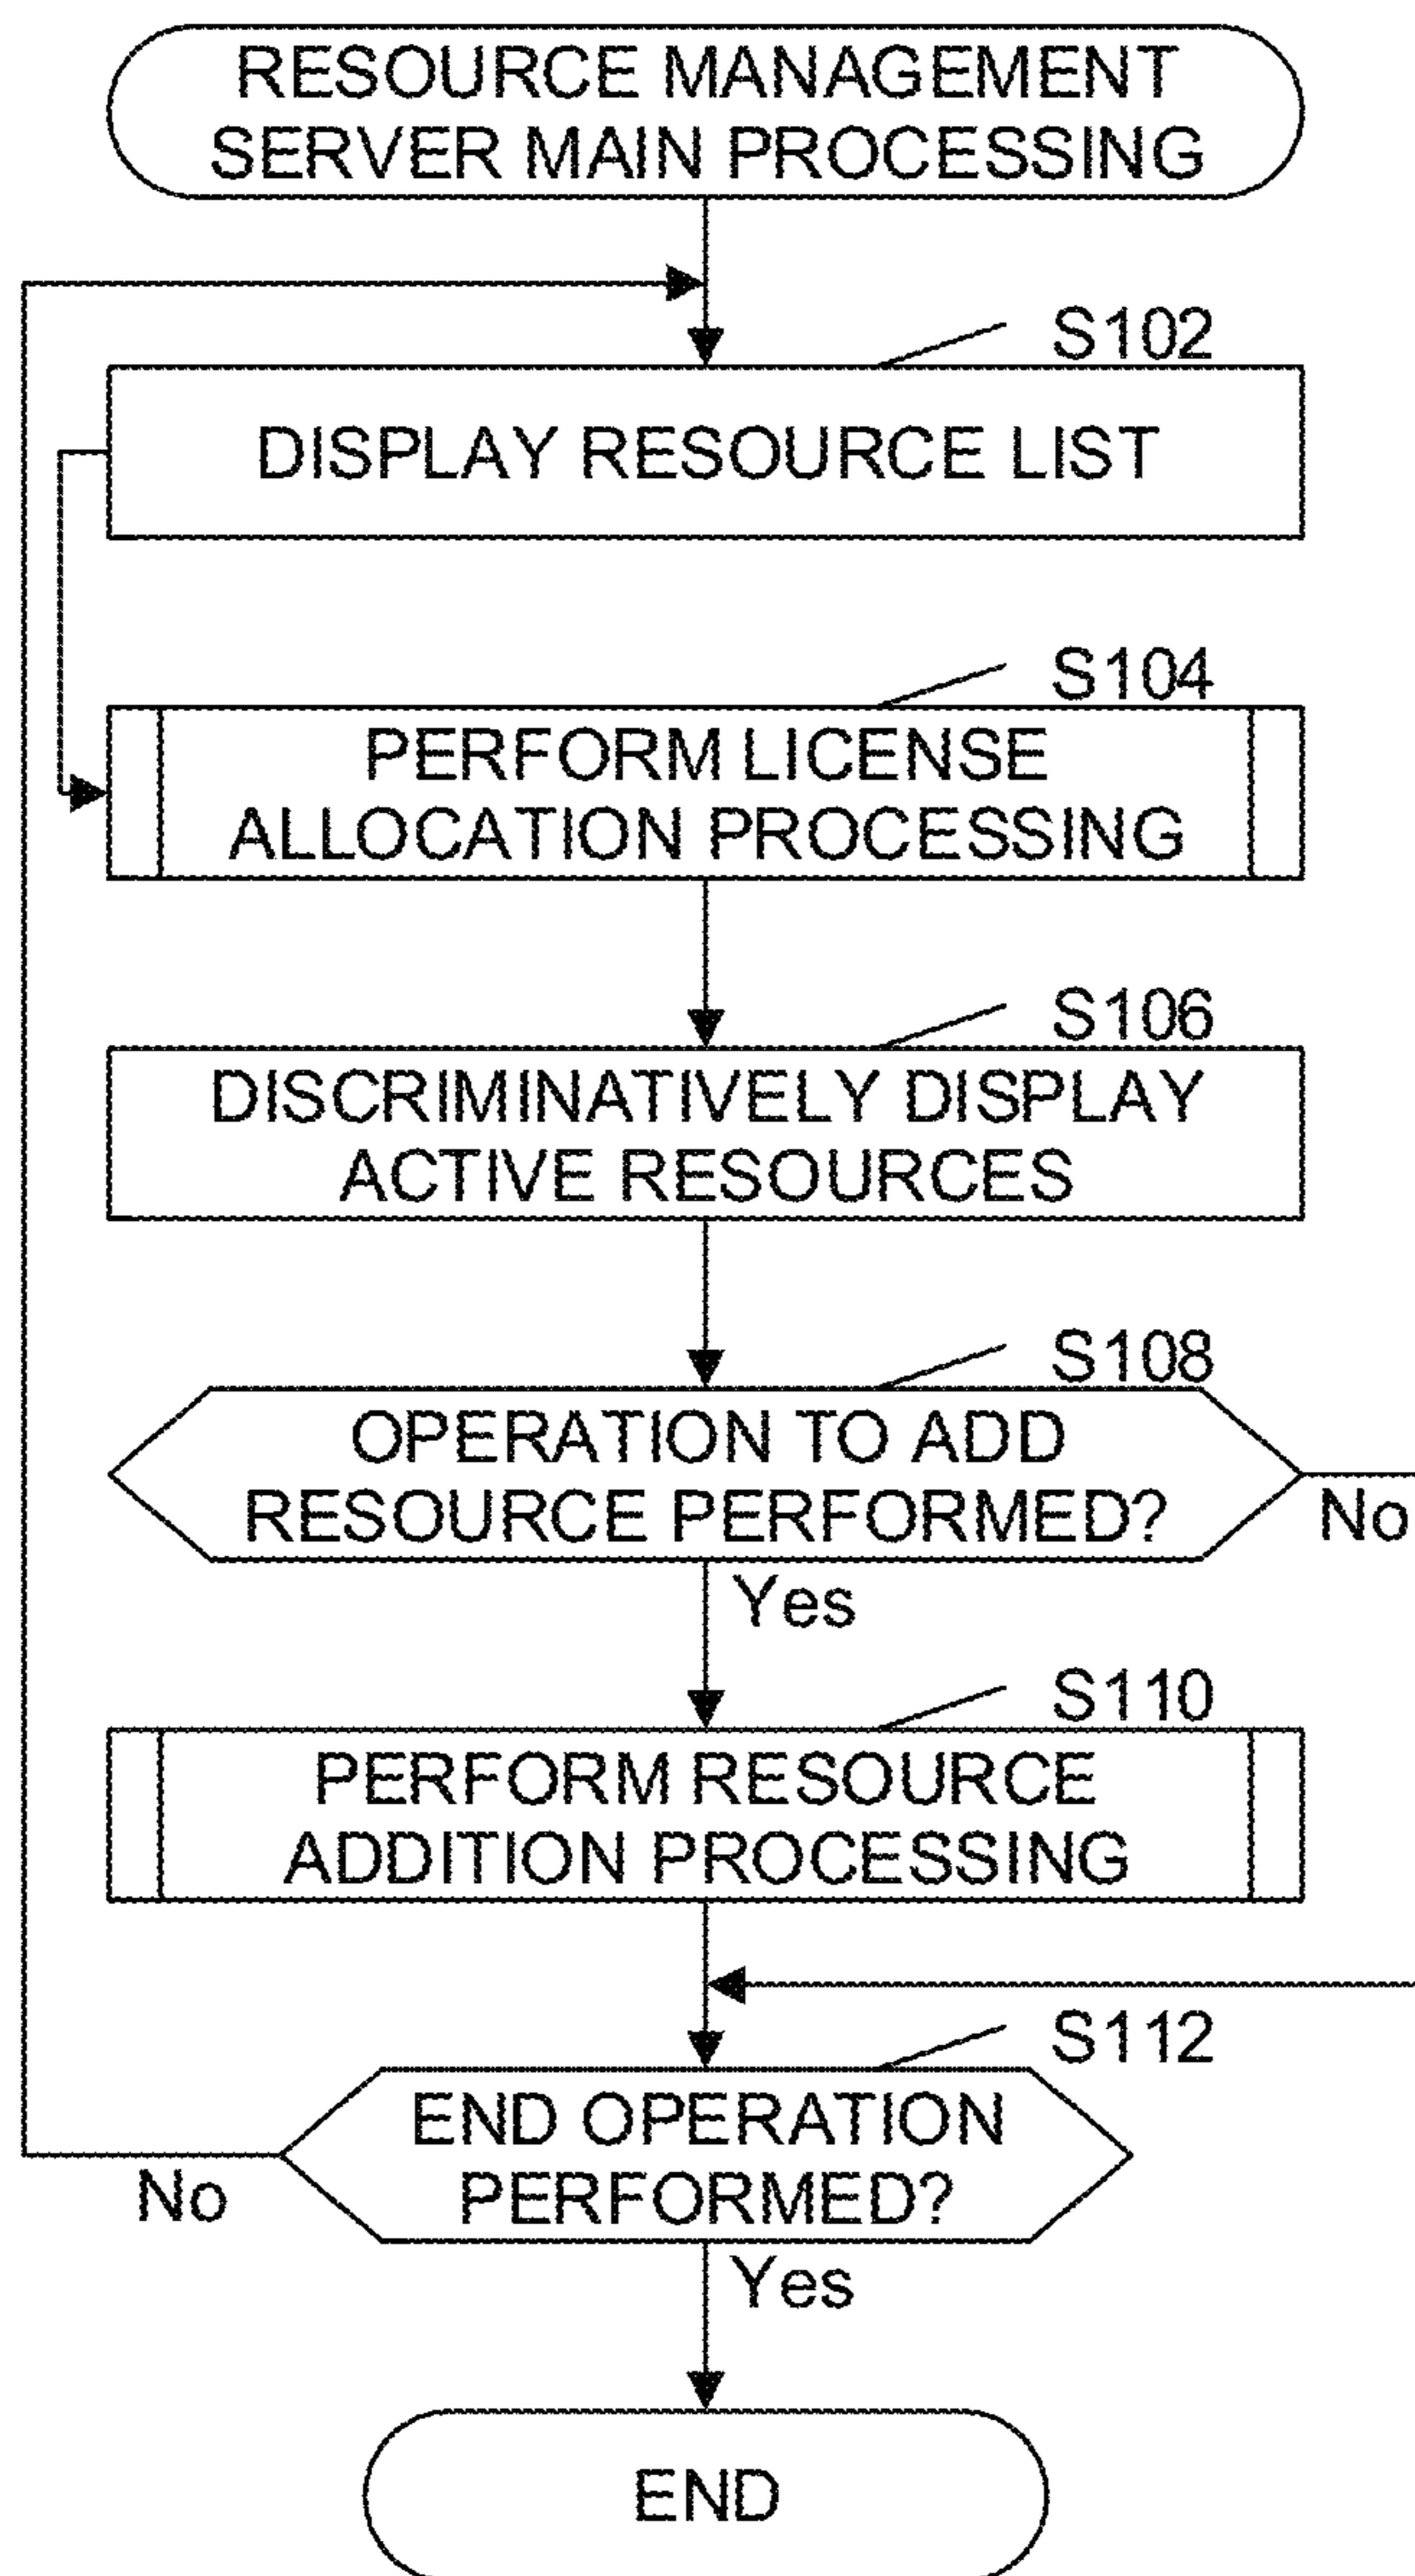 RESOURCE MANAGEMENT
SERVER MAIN PROCESSING
S102
DISPLAY RESOURCE LIST
S104
PERFORM LICENSE
ALLOCATION PROCESSING
S106
DISCRIMINATIVELY DISPLAY
ACTIVE RESOURCES
S108
OPERATION TO ADD
RESOURCE PERFORMED?
No
Yes
S110
PERFORM RESOURCE
ADDITION PROCESSING
S112
END OPERATION
PERFORMED?
No
Yes
END